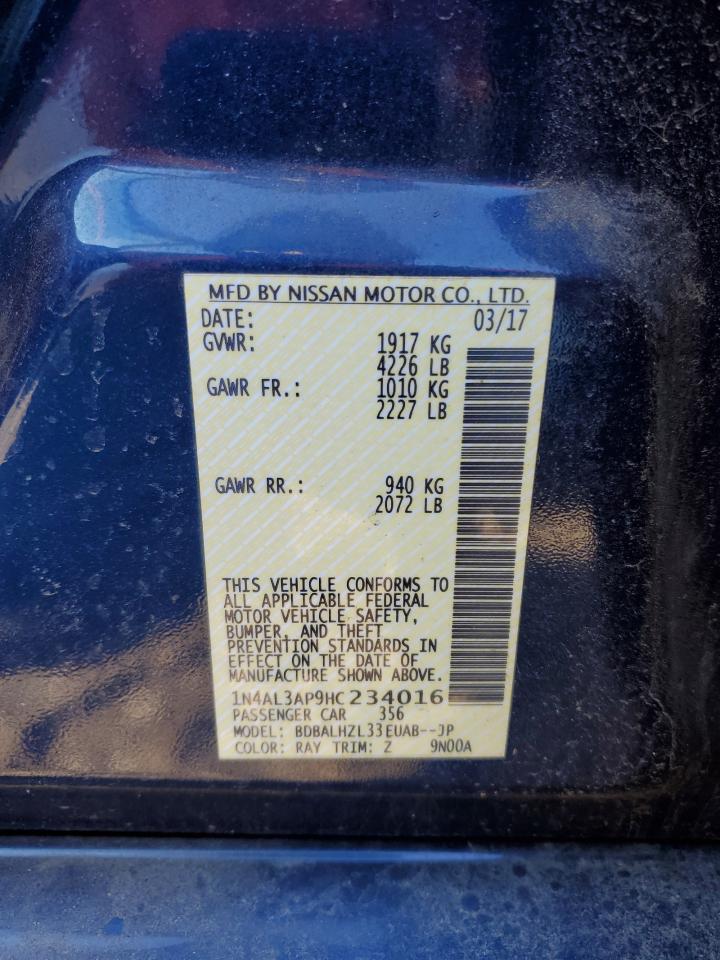 MFD BY NISSAN MOTOR CO., LTD.
DATE: 03/17
GVWR: 1917 KG
4226 LB
GAWR FR.: 1010 KG
2227 LB
GAWR RR.: 940 KG
2072 LB
THIS VEHICLE CONFORMS TO
ALL APPLICABLE FEDERAL
MOTOR VEHICLE SAFETY,
BUMPER, AND THEFT
PREVENTION STANDARDS IN
EFFECT ON THE DATE OF
MANUFACTURE SHOWN ABOVE.
1N4AL3AP9HC234016
PASSENGER CAR 356
MODEL: BDBALHZL33EUAB--JP
COLOR: RAY TRIM: Z 9N00A